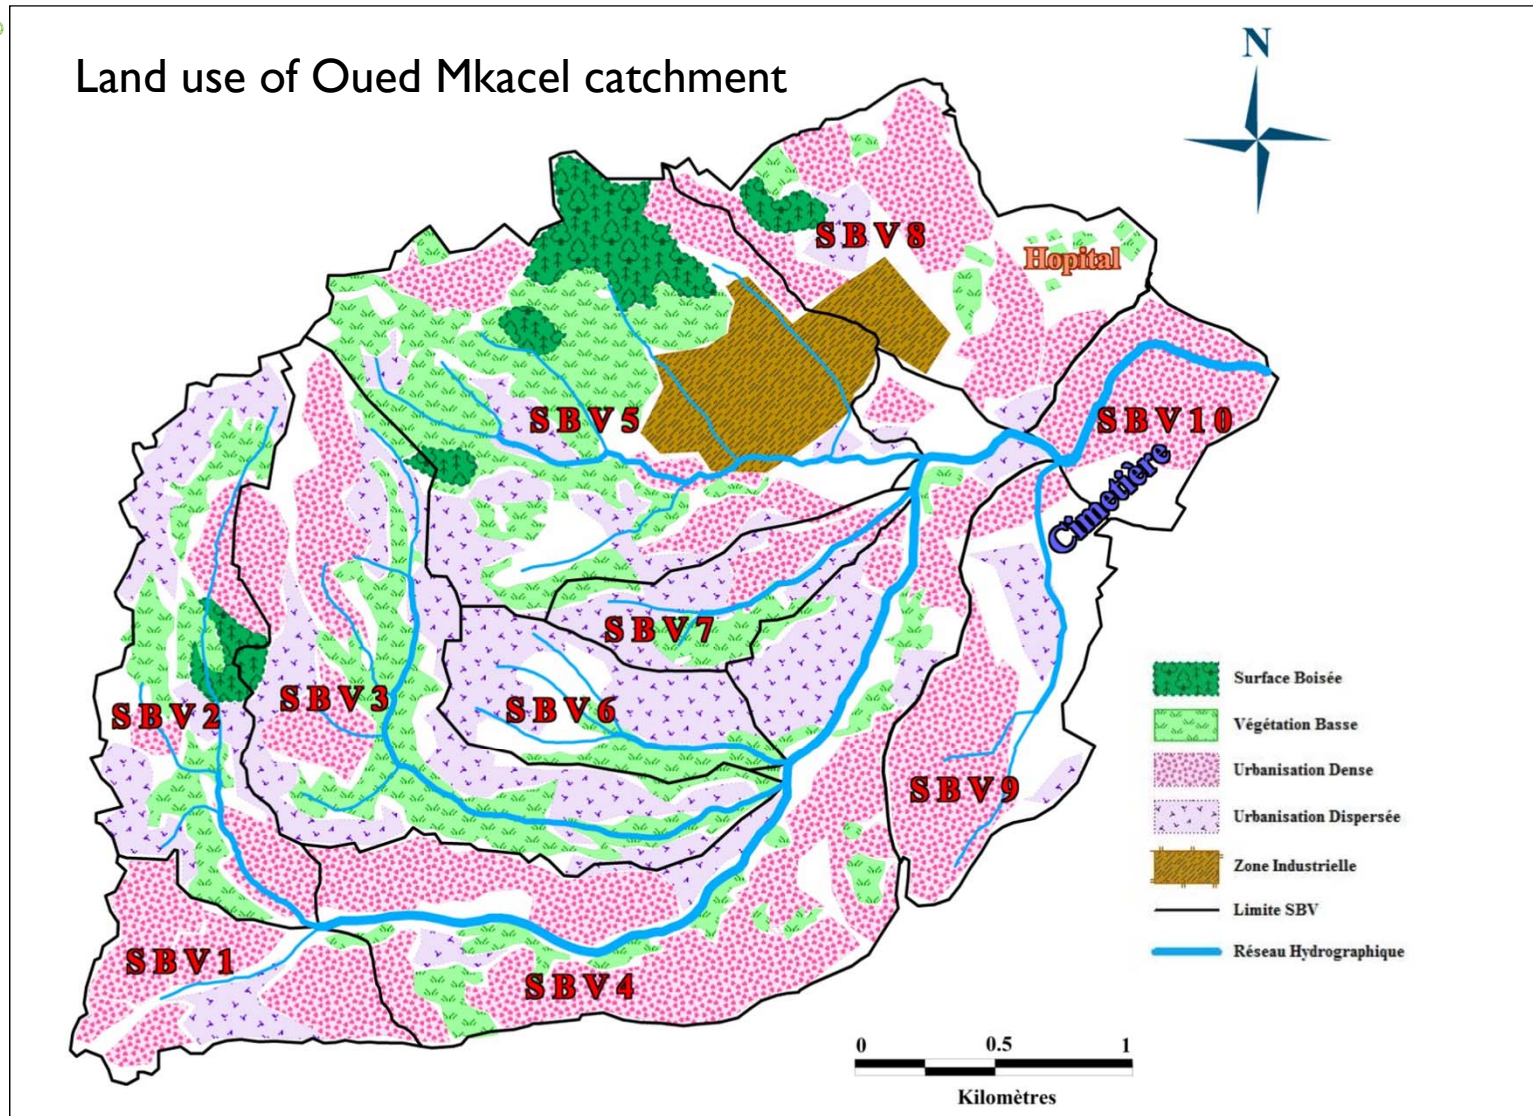 Land use of Oued Mkacel catchment
N
SBV8
Hopital
SBV5
SBV10
Cimetière
SBV7
SBV2
SBV3
SBV6
SBV9
SBV1
SBV4
Surface Boisée
Végétation Basse
Urbanisation Dense
Urbanisation Dispersée
Zone Industrielle
Limite SBV
Réseau Hydrographique
0 0.5 1
Kilomètres